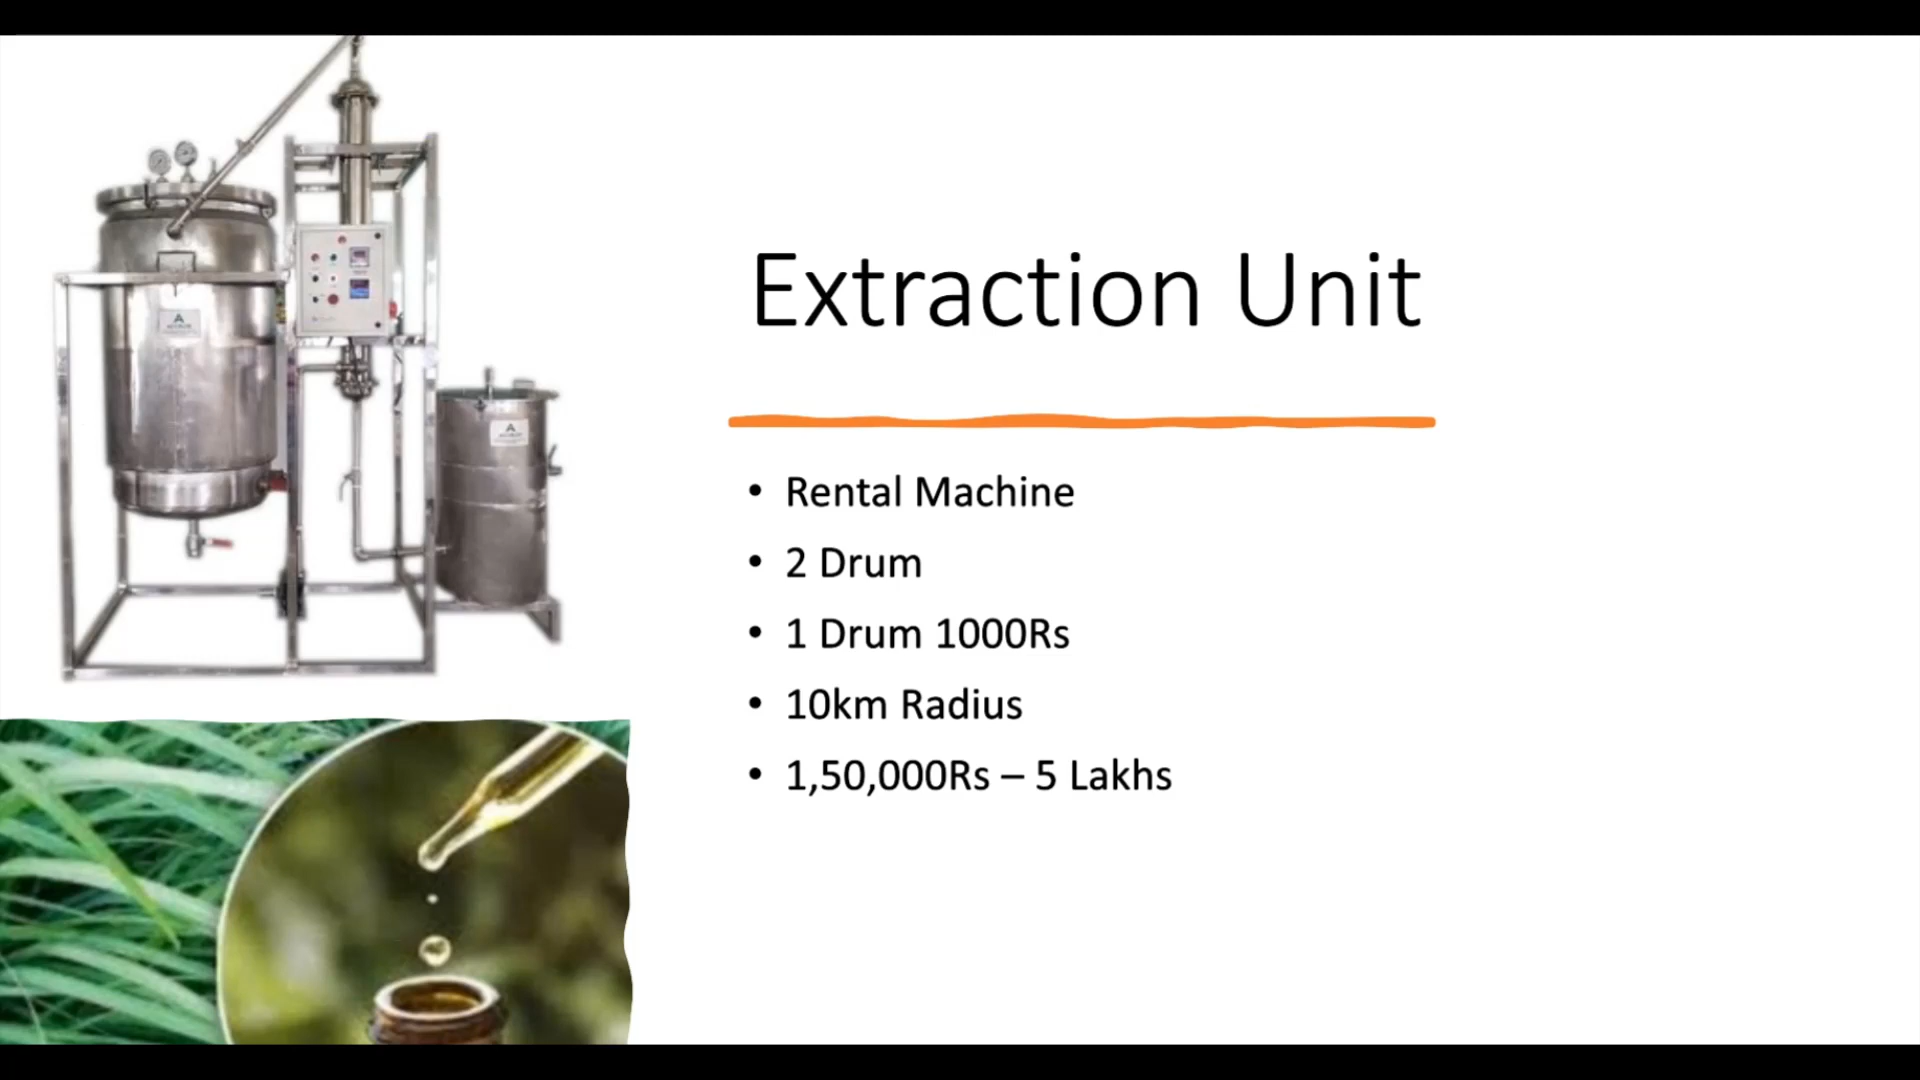 Extraction Unit
• Rental Machine
• 2 Drum
• 1 Drum 1000Rs
• 10km Radius
• 1,50,000Rs – 5 Lakhs